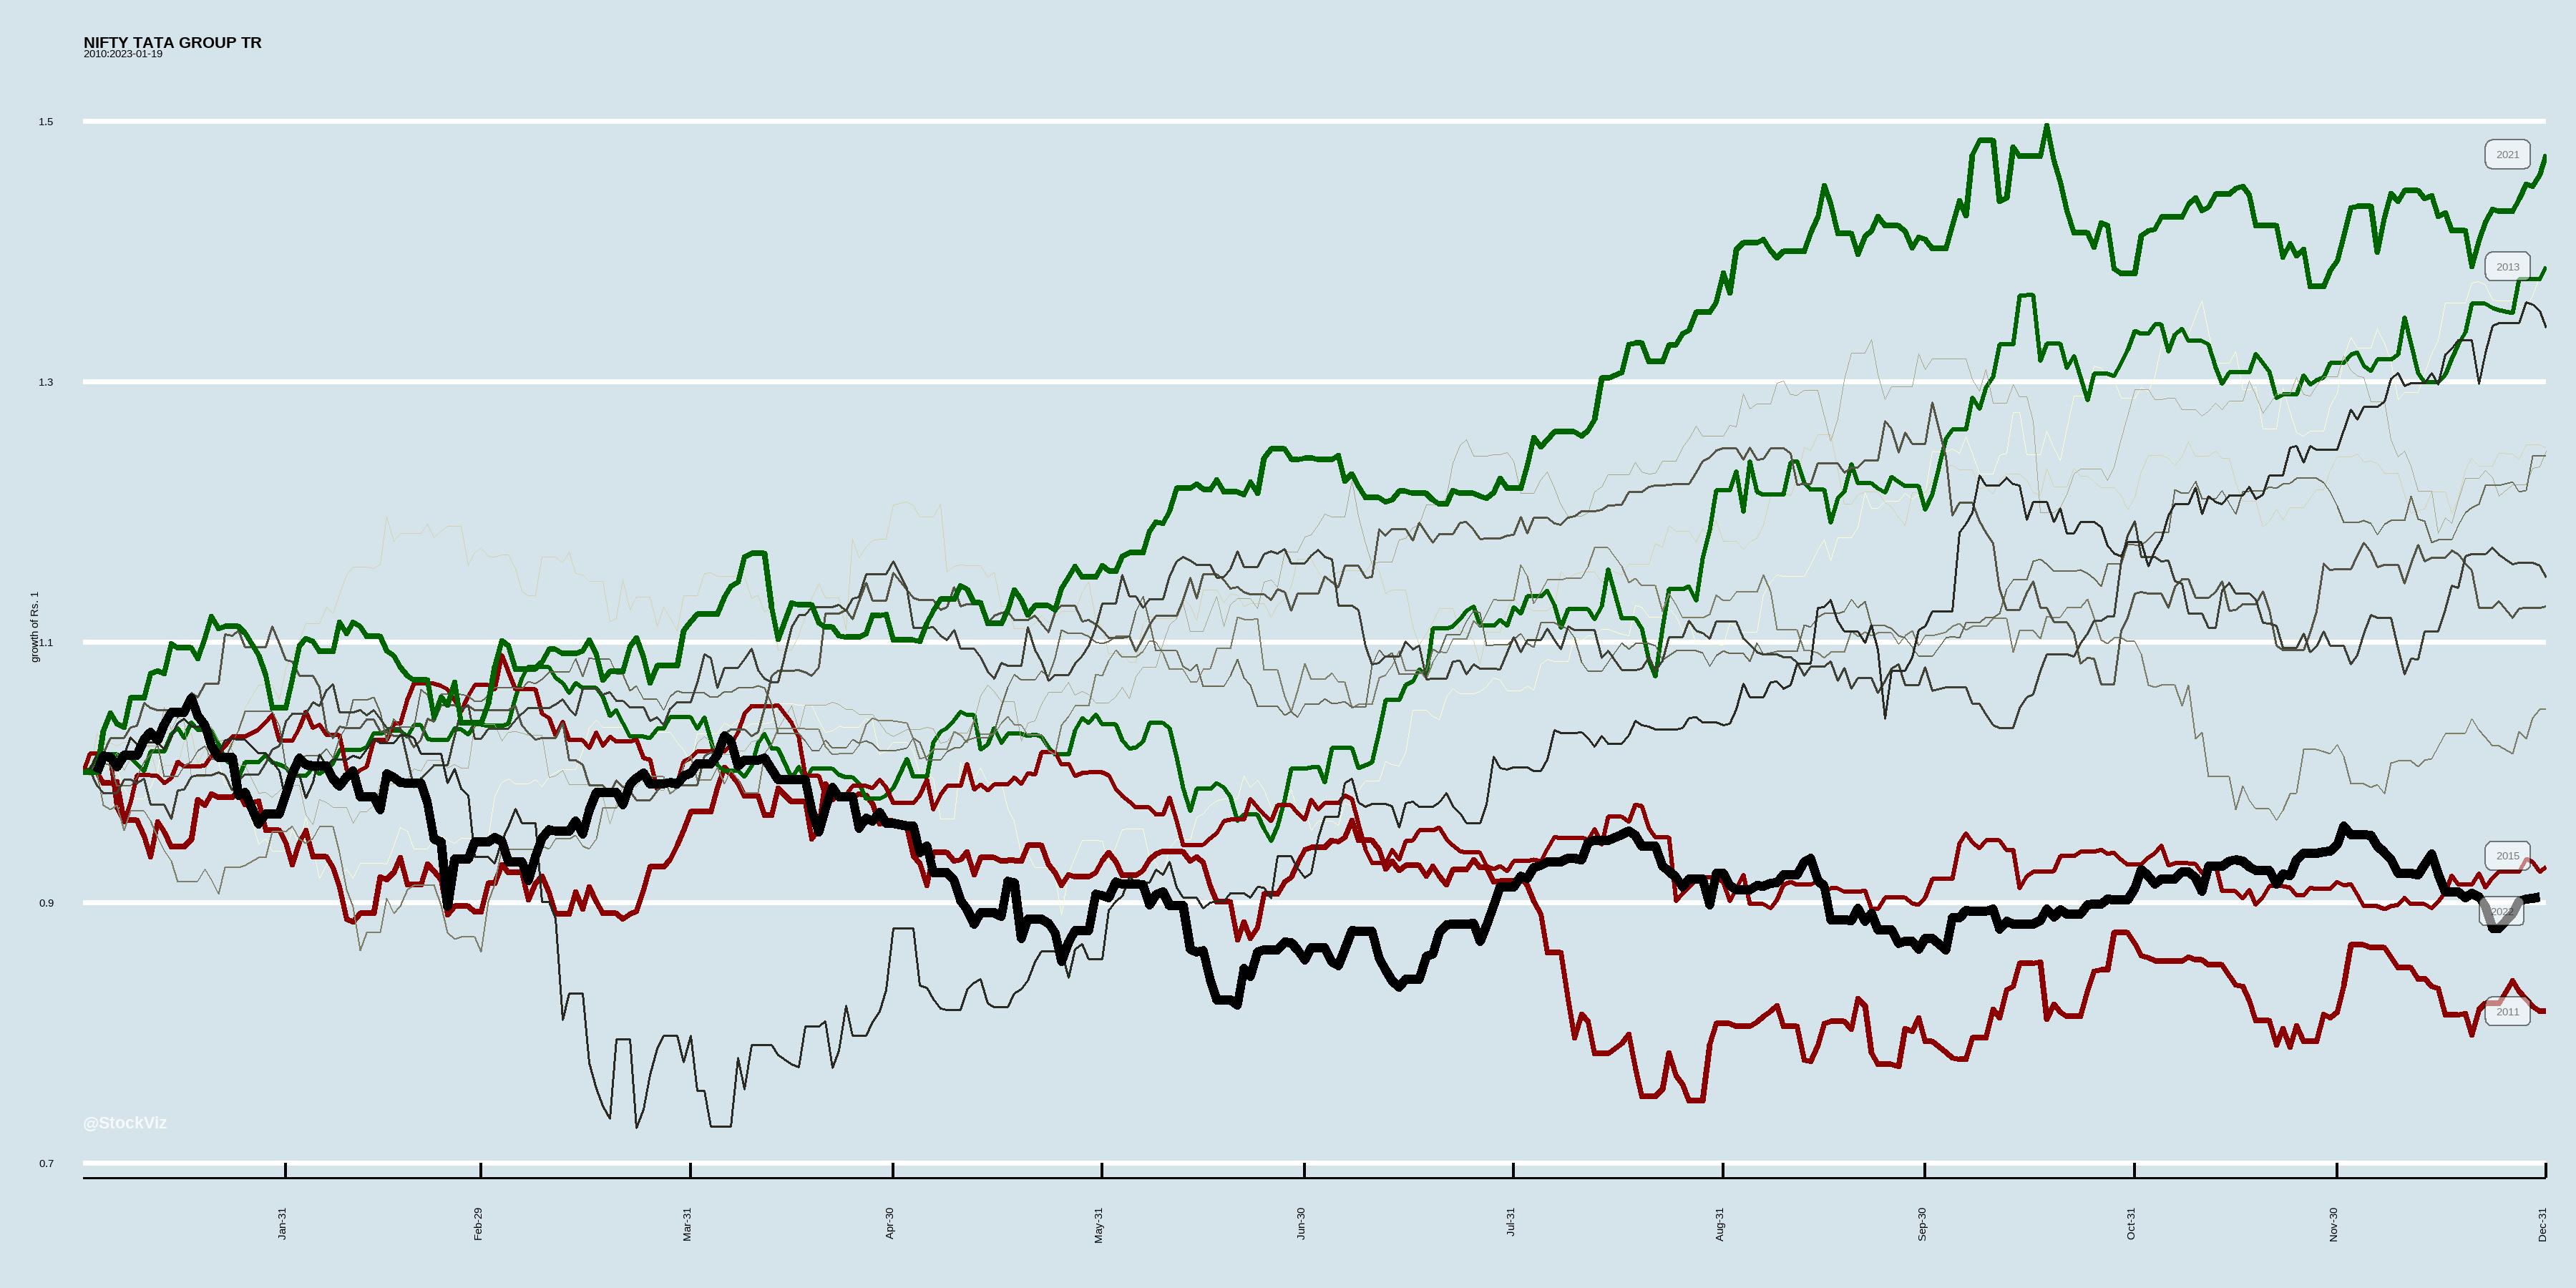 NIFTY TATA GROUP TR
2010:2023-01-19
1.5
1.3
1.1
0.9
0.7
growth of Rs. 1
2021
2013
2015
2022
2011
@StockViz
Jan-31
Feb-29
Mar-31
Apr-30
May-31
Jun-30
Jul-31
Aug-31
Sep-30
Oct-31
Nov-30
Dec-31